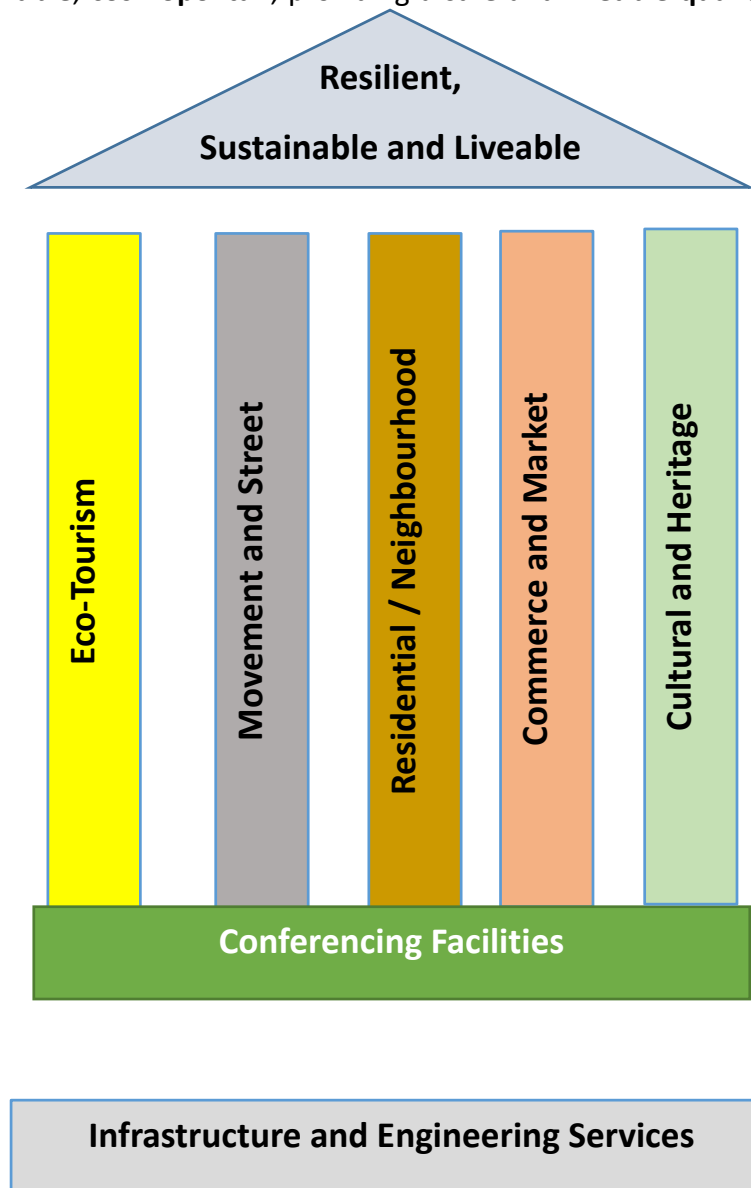 Resilient,
Sustainable and Liveable
Eco-Tourism
Movement and Street
Residential / Neighbourhood
Commerce and Market
Cultural and Heritage
Conferencing Facilities
Infrastructure and Engineering Services